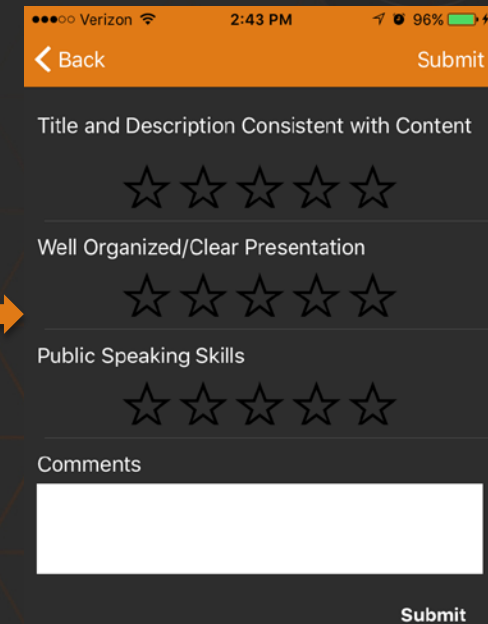 Verizon 2:43 PM 96%
Back Submit
Title and Description Consistent with Content
Well Organized/Clear Presentation
Public Speaking Skills
Comments
Submit